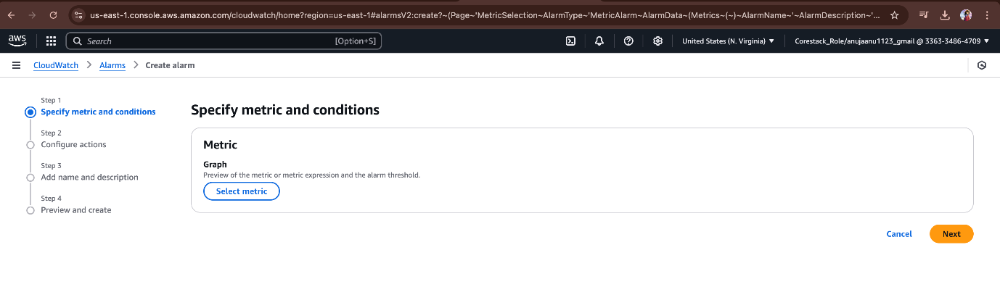 us-east-1.console.aws.amazon.com/cloudwatch/home?region=us-east-1#alarmsV2:create?~(Page~'MetricSelection~AlarmType~'MetricAlarm~AlarmData~(Metrics~(~)~AlarmName~'~AlarmDescription~'...
aws Search [Option+S] United States (N. Virginia) Corestack_Role/anujaanu1123_gmail @ 3363-3486-4709
CloudWatch > Alarms > Create alarm
Step 1
Specify metric and conditions
Step 2
Configure actions
Step 3
Add name and description
Step 4
Preview and create
Specify metric and conditions
Metric
Graph
Preview of the metric or metric expression and the alarm threshold.
Select metric
Cancel Next